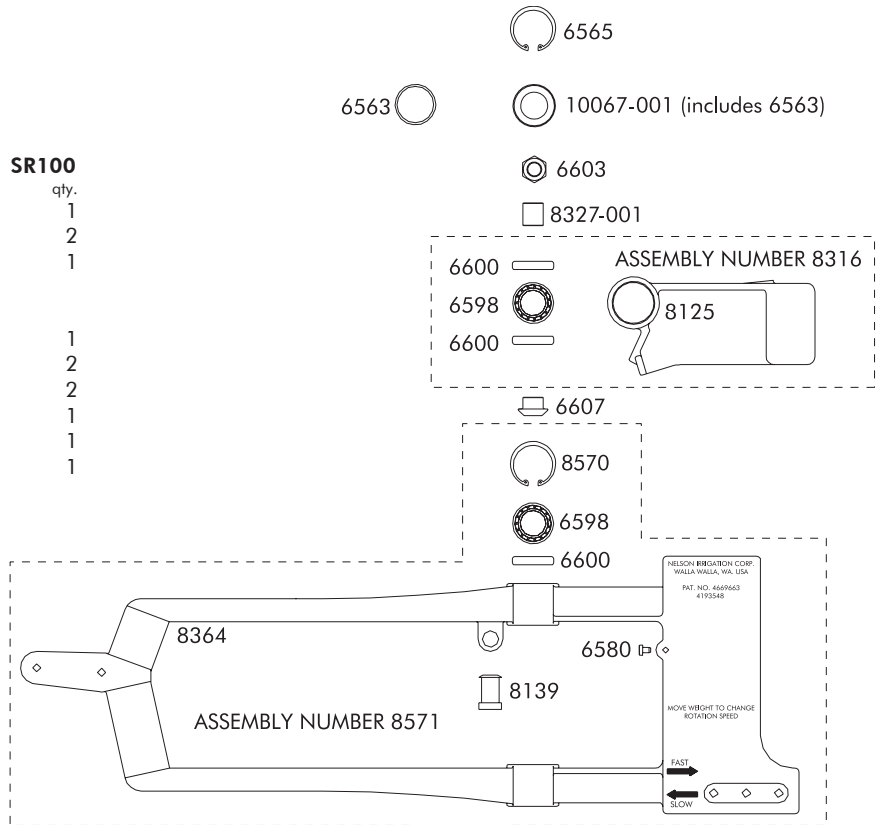 6565
6563
10067-001 (includes 6563)
SR100
qty.
1
2
1
1
2
2
1
1
1
6603
8327-001
ASSEMBLY NUMBER 8316
6600
6598
8125
6600
6607
8570
6598
6600
NELSON IRRIGATION CORP.
WALLA WALLA, WA. USA
PAT. NO. 4669663
4193548
8364
6580
8139
MOVE WEIGHT TO CHANGE
ROTATION SPEED
ASSEMBLY NUMBER 8571
FAST
SLOW